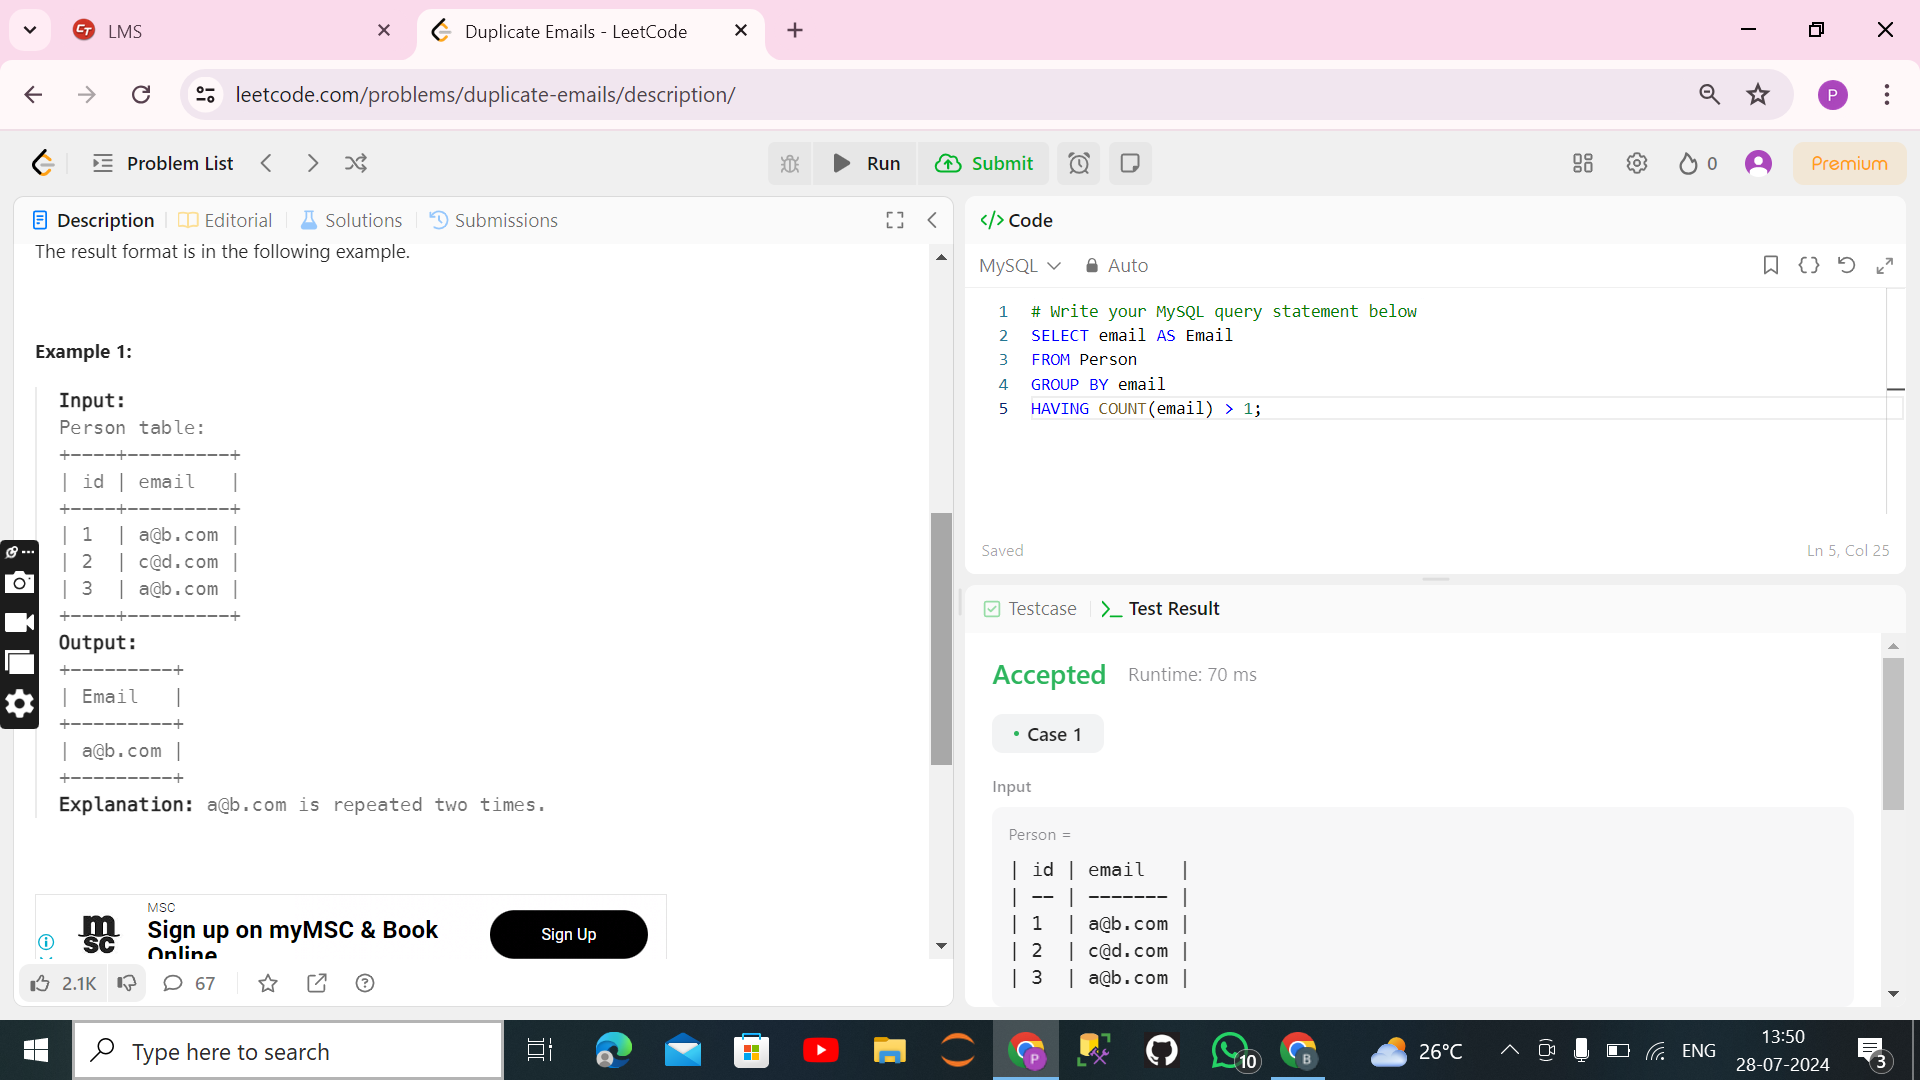 LMS
Duplicate Emails - LeetCode
leetcode.com/problems/duplicate-emails/description/
P
Problem List
Run
Submit
0
Premium
Description
Editorial
Solutions
Submissions
The result format is in the following example.
Example 1:
Input:
Person table:
+----+---------+
| id | email   |
+----+---------+
| 1  | a@b.com |
| 2  | c@d.com |
| 3  | a@b.com |
+----+---------+
Output:
+---------+
| Email   |
+---------+
| a@b.com |
+---------+
Explanation: a@b.com is repeated two times.
MSC
msc
Sign up on myMSC & Book
Online
Sign Up
2.1K
67
</> Code
MySQL
Auto
1 # Write your MySQL query statement below
2 SELECT email AS Email
3 FROM Person
4 GROUP BY email
5 HAVING COUNT(email) > 1;
Saved
Ln 5, Col 25
Testcase
Test Result
Accepted
Runtime: 70 ms
Case 1
Input
Person =
| id | email   |
| -- | ------- |
| 1  | a@b.com |
| 2  | c@d.com |
| 3  | a@b.com |
Type here to search
P
10
B
26°C
ENG
13:50
28-07-2024
3